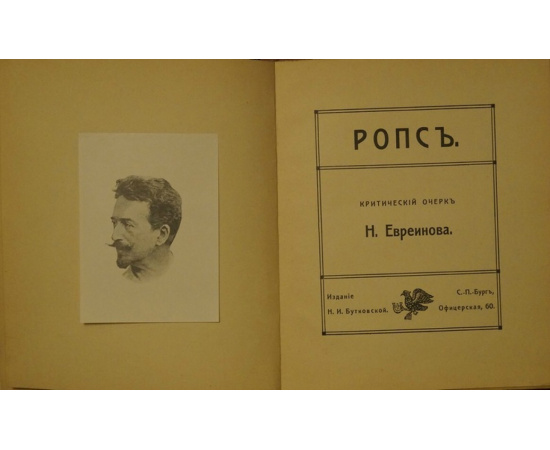 РОПСЪ.
КРИТИЧЕСКІЙ ОЧЕРКЪ
Н. Евреинова.
Изданіе
Н. И. Бутковской.
С.-П.-Бургъ,
Офицерская, 60.